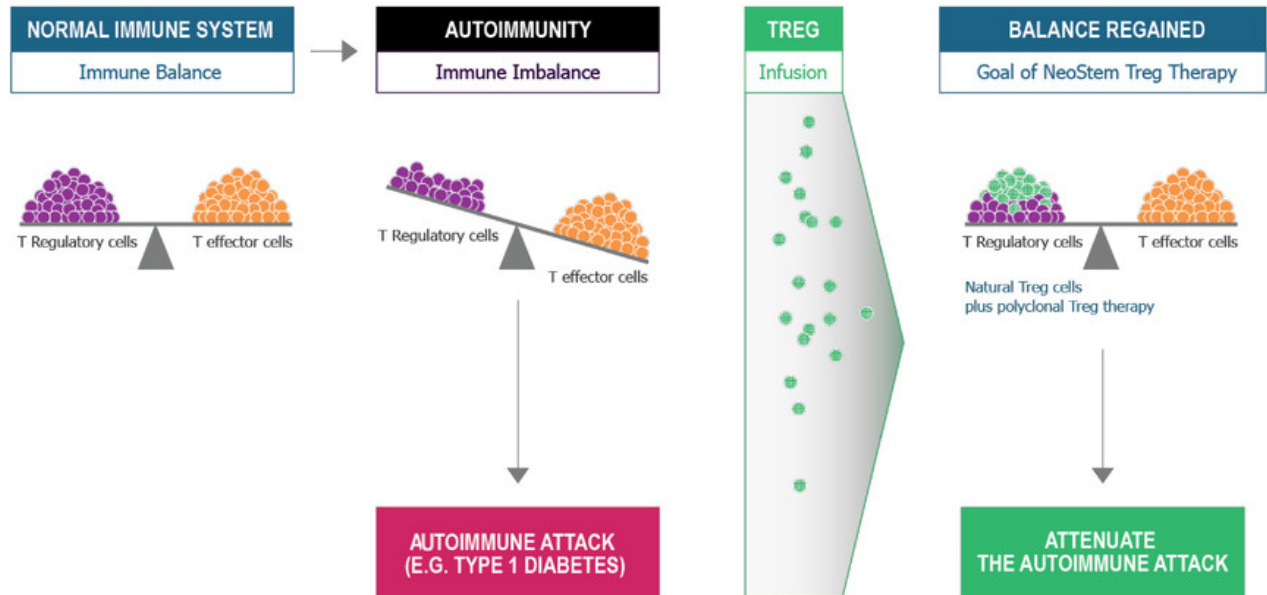 NORMAL IMMUNE SYSTEM
Immune Balance
T Regulatory cells
T effector cells
AUTOIMMUNITY
Immune Imbalance
T Regulatory cells
T effector cells
AUTOIMMUNE ATTACK
(E.G. TYPE 1 DIABETES)
TREG
Infusion
BALANCE REGAINED
Goal of NeoStem Treg Therapy
T Regulatory cells
T effector cells
Natural Treg cells
plus polyclonal Treg therapy
ATTENUATE
THE AUTOIMMUNE ATTACK